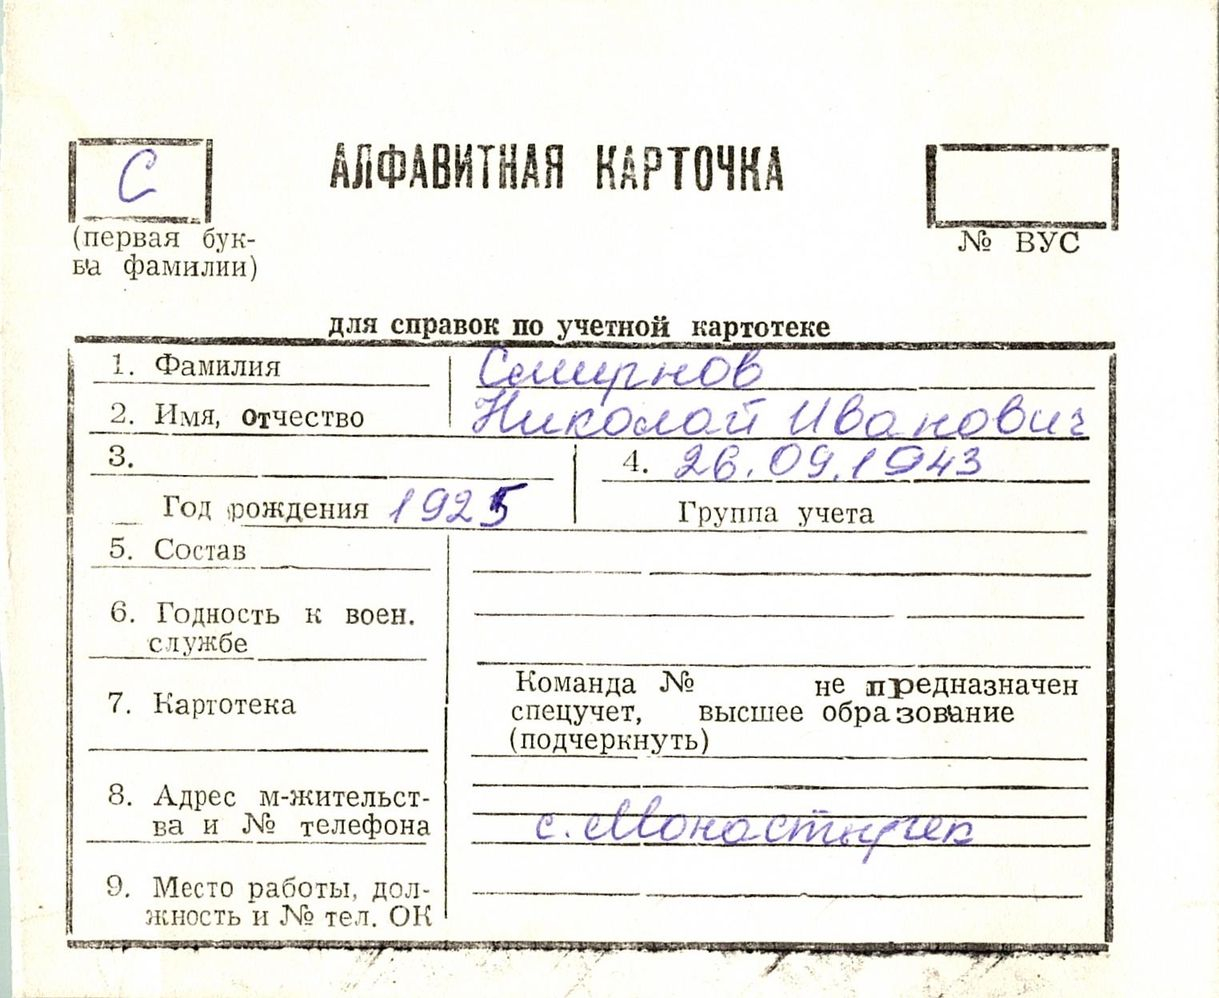 С
АЛФАВИТНАЯ КАРТОЧКА
(первая бук-
ва фамилии)
№ ВУС
для справок по учетной картотеке
1. Фамилия Смирнов
2. Имя, отчество Николай Иванович
3. 4. 26.09.1943
Год рождения 1925 Группа учета
5. Состав
6. Годность к воен.
службе
7. Картотека
Команда № не предназначен
спецучет, высшее образование
(подчеркнуть)
8. Адрес м-жительст-
ва и № телефона с. Монастырек
9. Место работы, дол-
жность и № тел. ОК